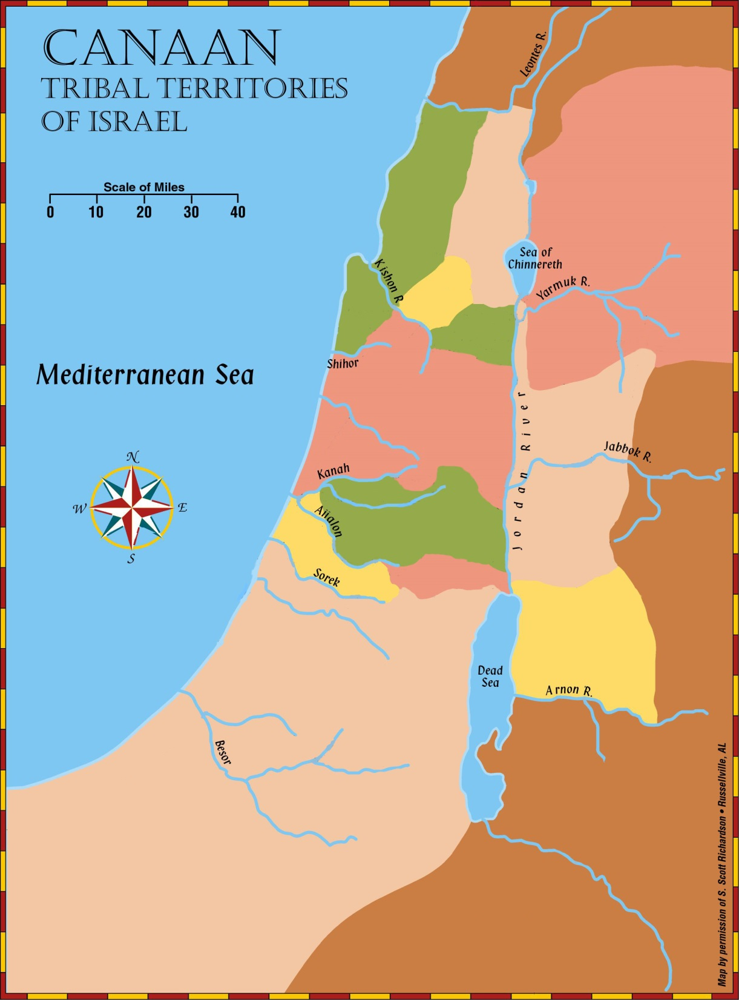 CANAAN
TRIBAL TERRITORIES
OF ISRAEL
Scale of Miles
0 10 20 30 40
Leontes R.
Sea of
Chinnereth
Kishon R
Yarmuk R.
Shihor
Mediterranean Sea
Jordan River
Jabbok R.
N
W E
S
Kanah
Aijalon
Sorek
Dead
Sea
Arnon R.
Besor
Map by permission of S. Scott Richardson • Russellville, AL